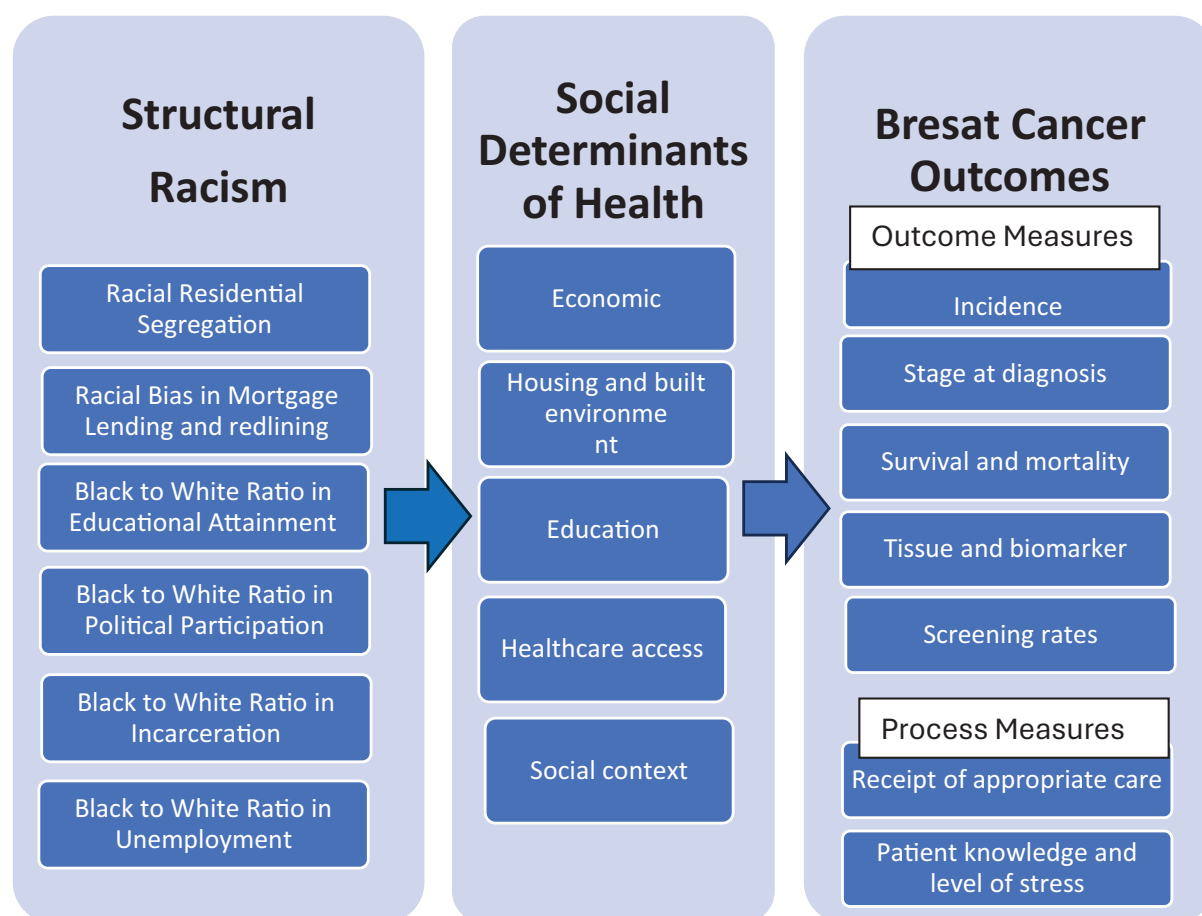 Structural
Racism
Racial Residential
Segregation
Racial Bias in Mortgage
Lending and redlining
Black to White Ratio in
Educational Attainment
Black to White Ratio in
Political Participation
Black to White Ratio in
Incarceration
Black to White Ratio in
Unemployment
Social
Determinants
of Health
Economic
Housing and built
environme
nt
Education
Healthcare access
Social context
Bresat Cancer
Outcomes
Outcome Measures
Incidence
Stage at diagnosis
Survival and mortality
Tissue and biomarker
Screening rates
Process Measures
Receipt of appropriate care
Patient knowledge and
level of stress